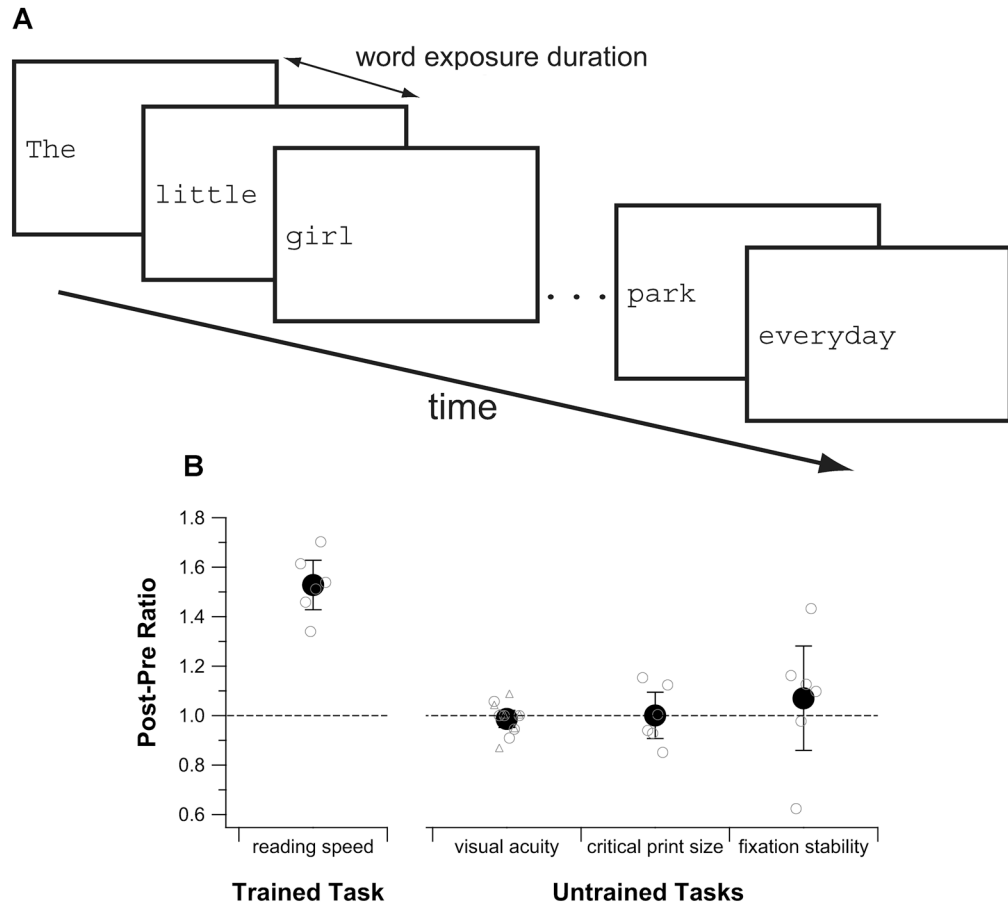 A
word exposure duration
The
little
girl
. . . .
park
everyday
time
B
Post-Pre Ratio
1.8
1.6
1.4
1.2
1.0
0.8
0.6
reading speed
visual acuity
critical print size
fixation stability
Trained Task
Untrained Tasks